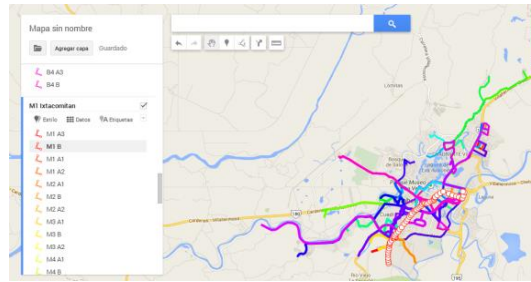 Mapa sin nombre
Agregar capa
Guardado
B4 A3
B4 B
M1 Ixtacomitan
Estilo
Datos
Etiquetas
M1 A3
M1 B
M1 A1
M1 A2
M2 A1
M2 B
M2 A2
M3 A1
M3 B
M3 A2
M4 A1
M4 B